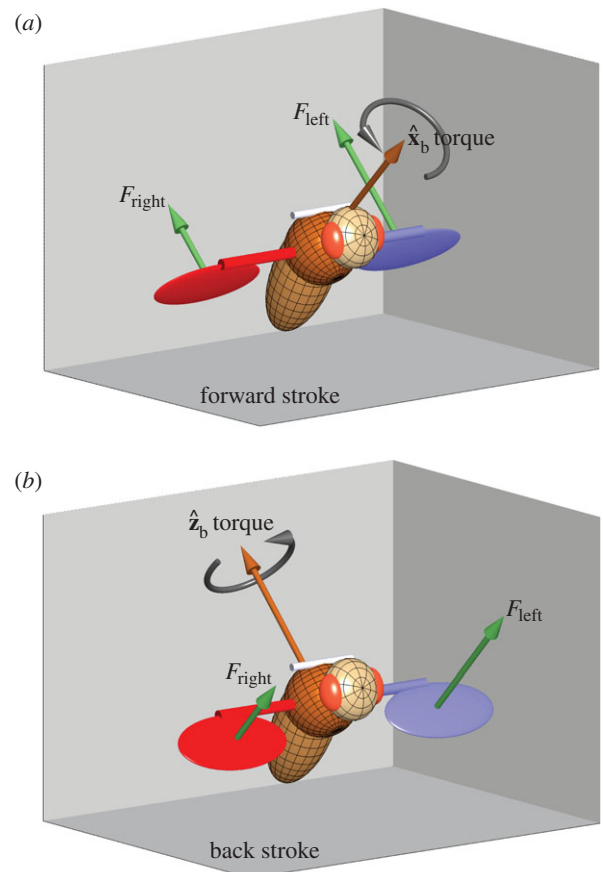 (a)
F_left
x̂_b torque
F_right
forward stroke
(b)
ẑ_b torque
F_left
F_right
back stroke